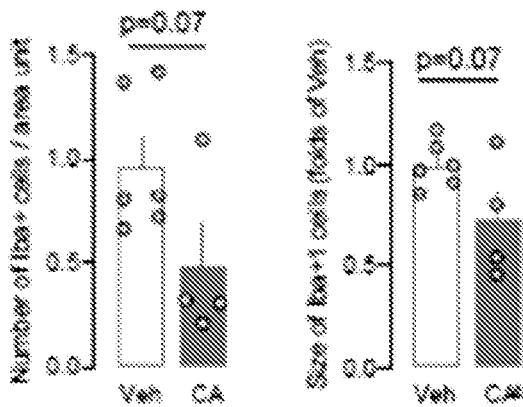 p=0.07
Number of Iba+ cells / area unit
1.5
1.0
0.5
0.0
Veh CA
p=0.07
Size of Iba+1 cells (folds of Veh)
1.5
1.0
0.5
0.0
Veh